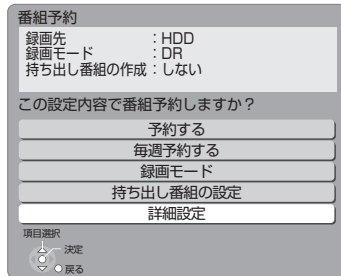 番組予約
録画先　　　　　　：HDD
録画モード　　　　：DR
持ち出し番組の作成：しない
この設定内容で番組予約しますか？
予約する
毎週予約する
録画モード
持ち出し番組の設定
詳細設定
項目選択
決定
戻る